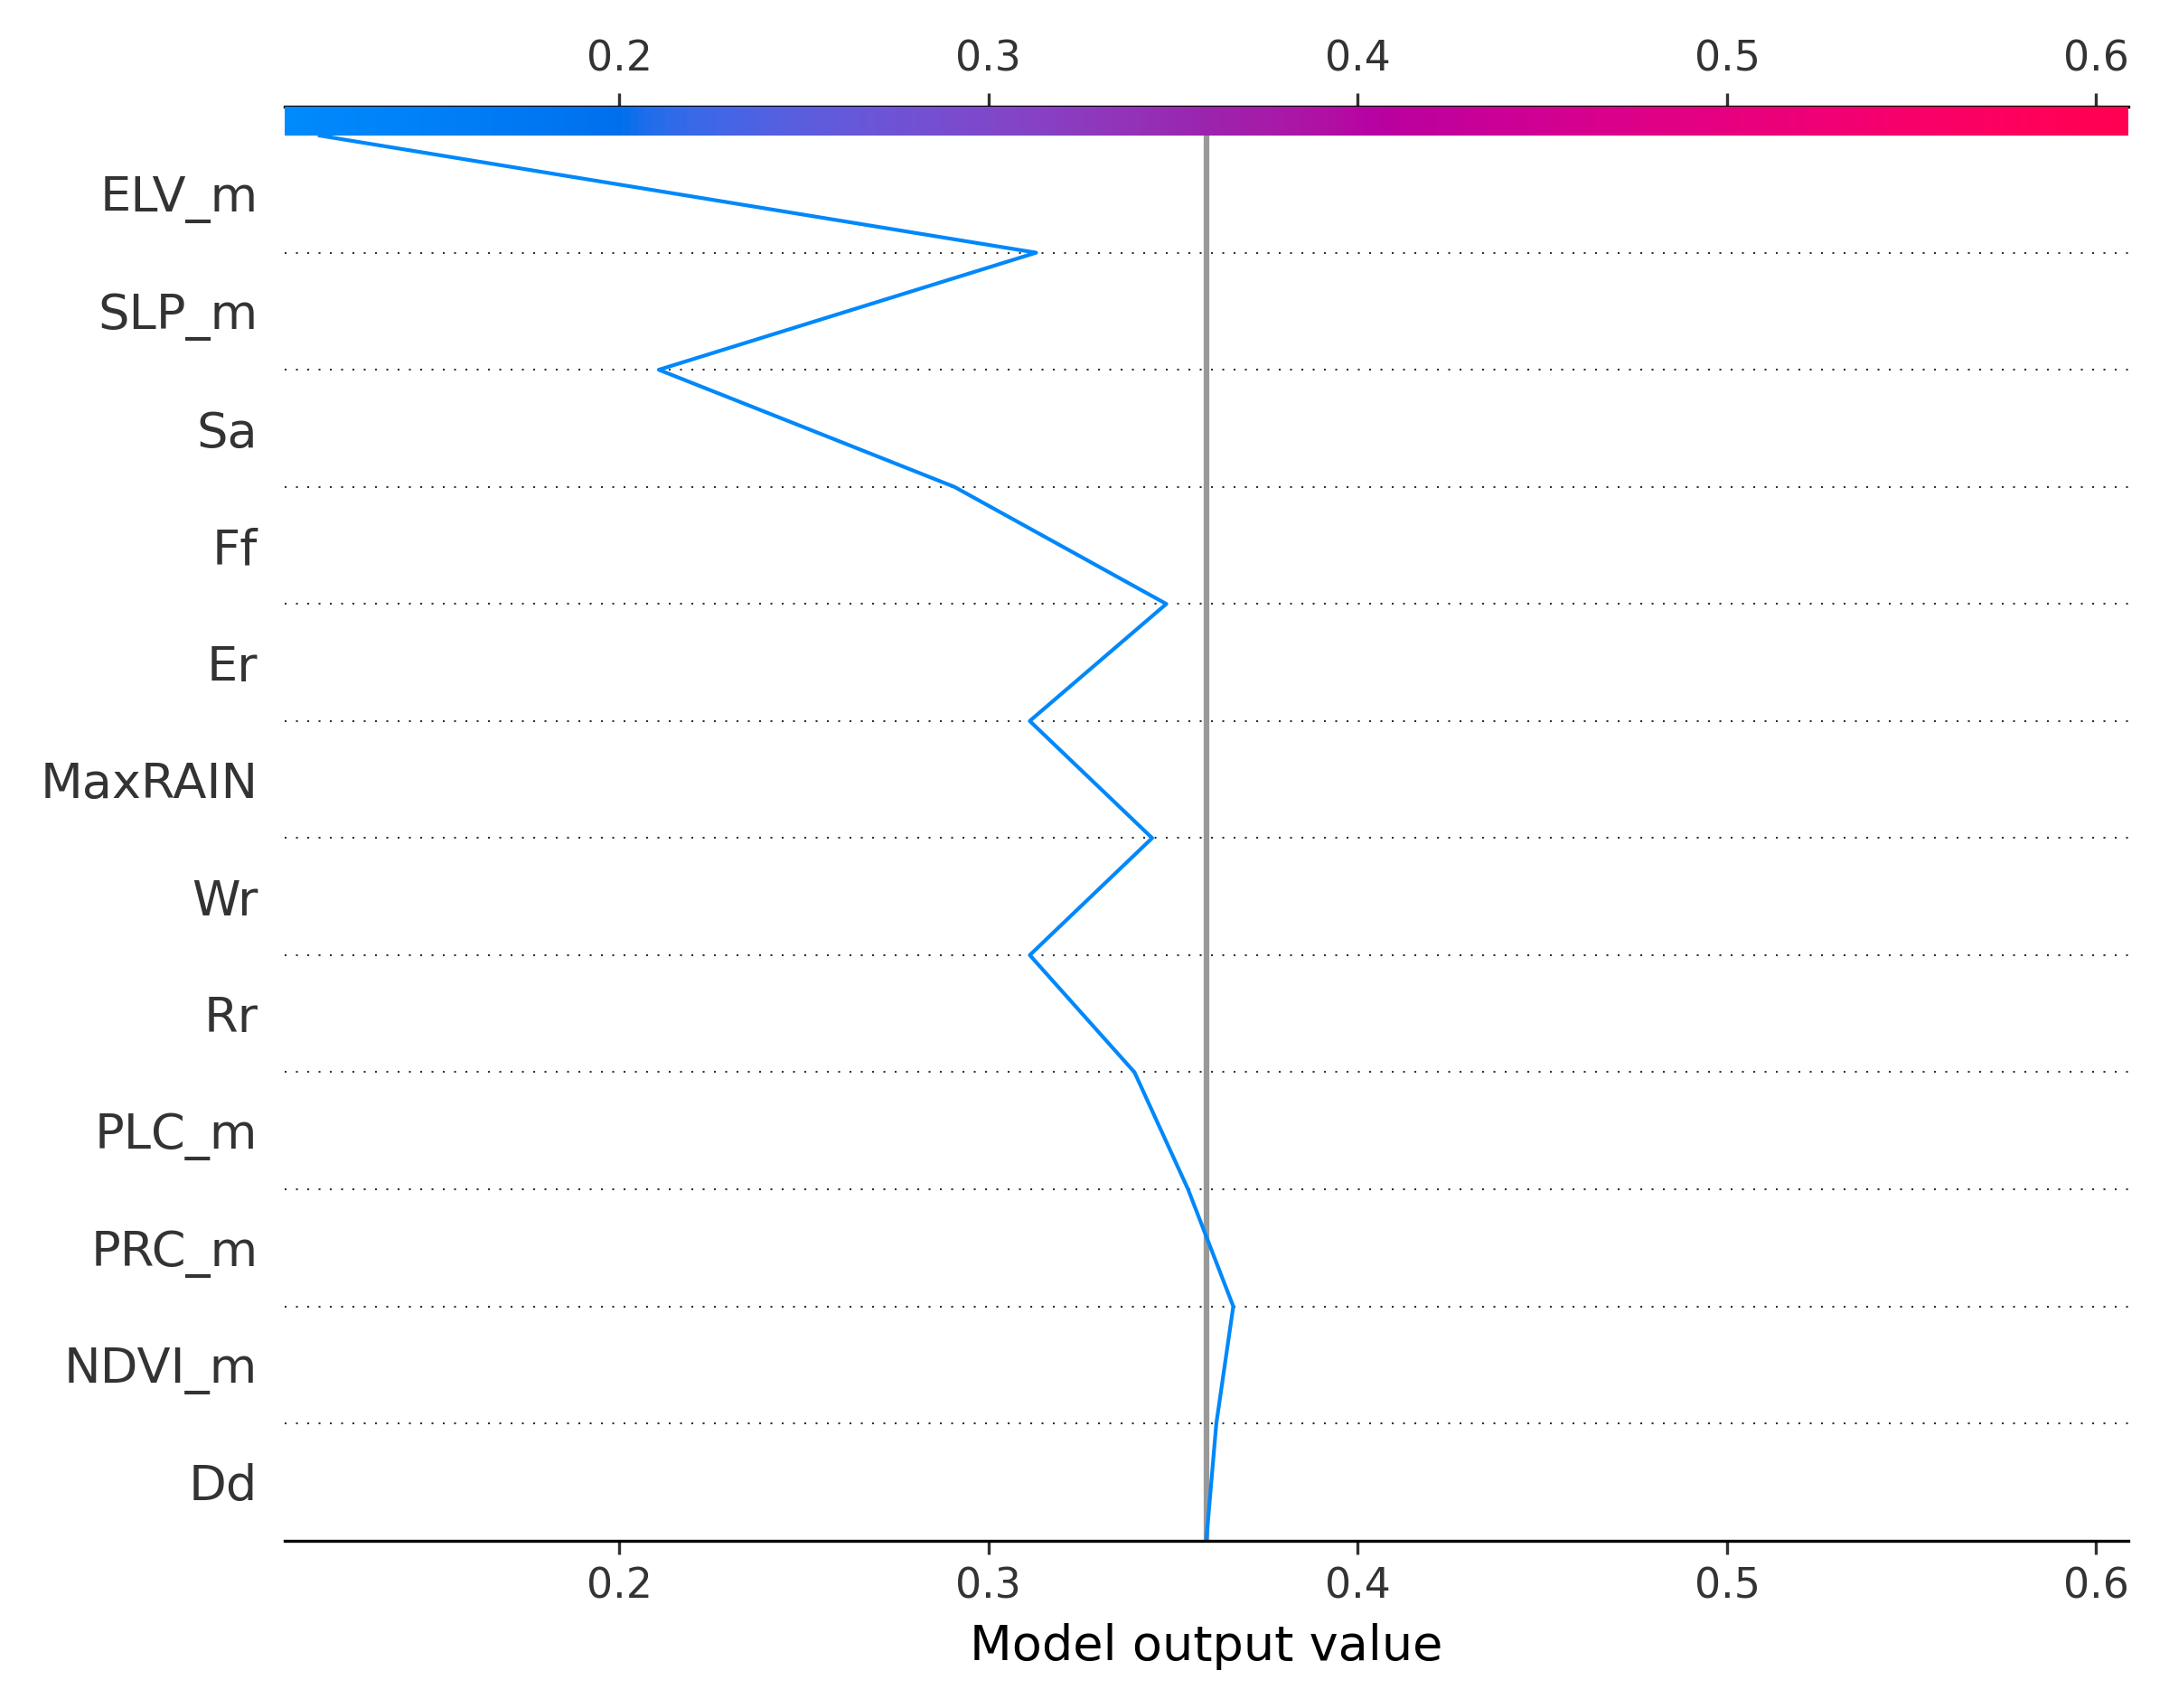 0.2 0.3 0.4 0.5 0.6
ELV_m
SLP_m
Sa
Ff
Er
MaxRAIN
Wr
Rr
PLC_m
PRC_m
NDVI_m
Dd
0.2 0.3 0.4 0.5 0.6
Model output value